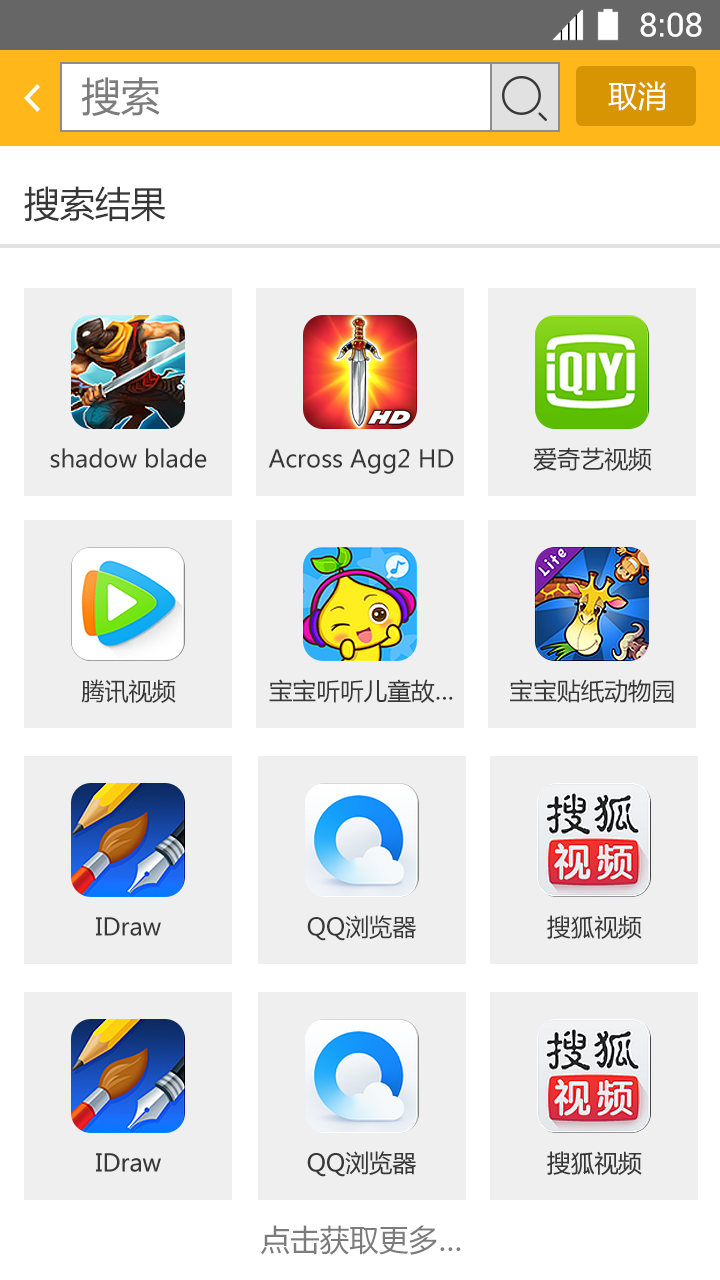 8:08
搜索
取消
搜索结果
HD
iQIYI
shadow blade
Across Agg2 HD
爱奇艺视频
Lite
腾讯视频
宝宝听听儿童故...
宝宝贴纸动物园
搜狐
视频
IDraw
QQ浏览器
搜狐视频
搜狐
视频
IDraw
QQ浏览器
搜狐视频
点击获取更多...